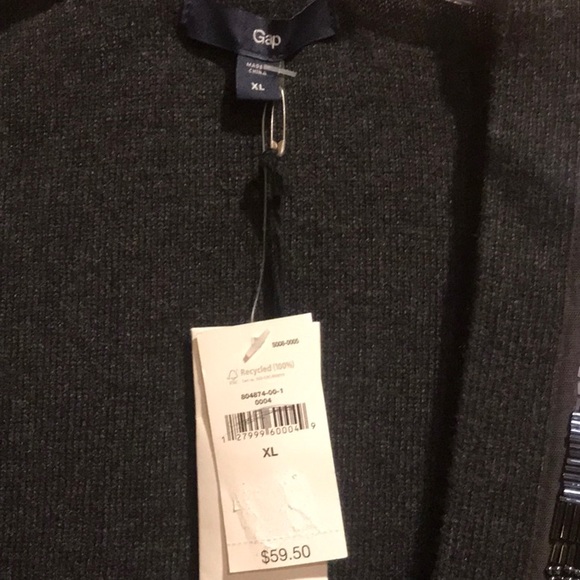 Gap
MADE IN
CHINA
XL
5008-0005
FSC
Recycled (100%)
804874-00-1
0004
1 27999 60004 9
XL
$59.50